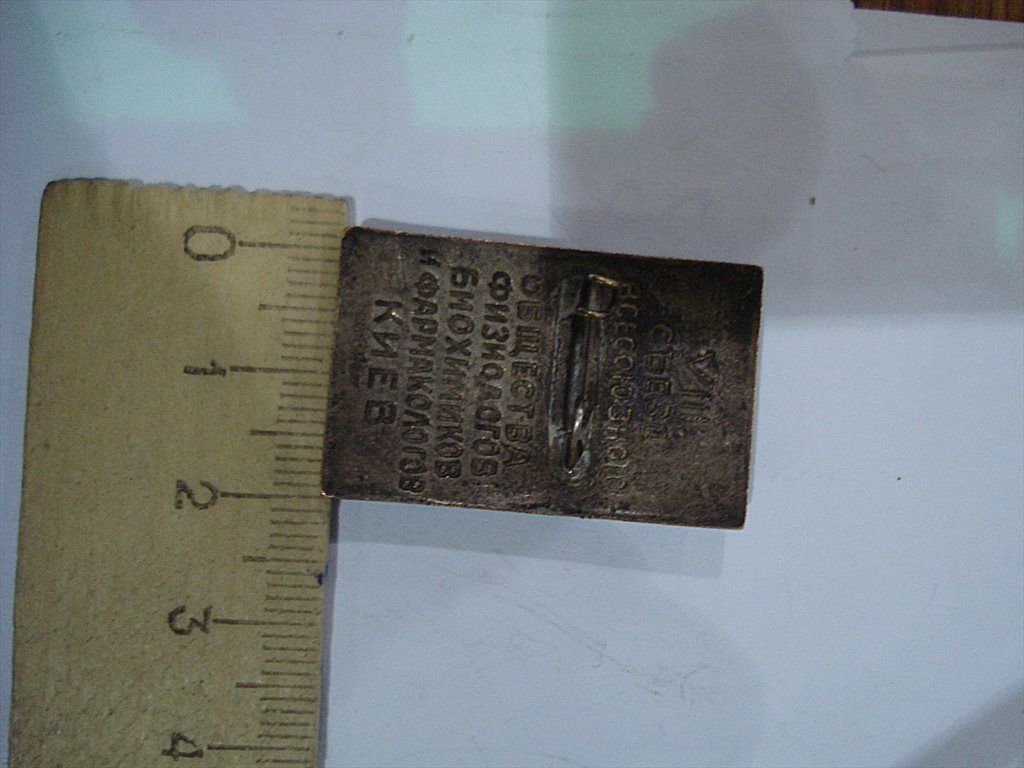 VIII
СЪЕЗД
ВСЕСОЮЗНОГО
ОБЩЕСТВА
ФИЗИОЛОГОВ,
БИОХИМИКОВ
И ФАРМАКОЛОГОВ
КИЕВ
0
1
2
3
4